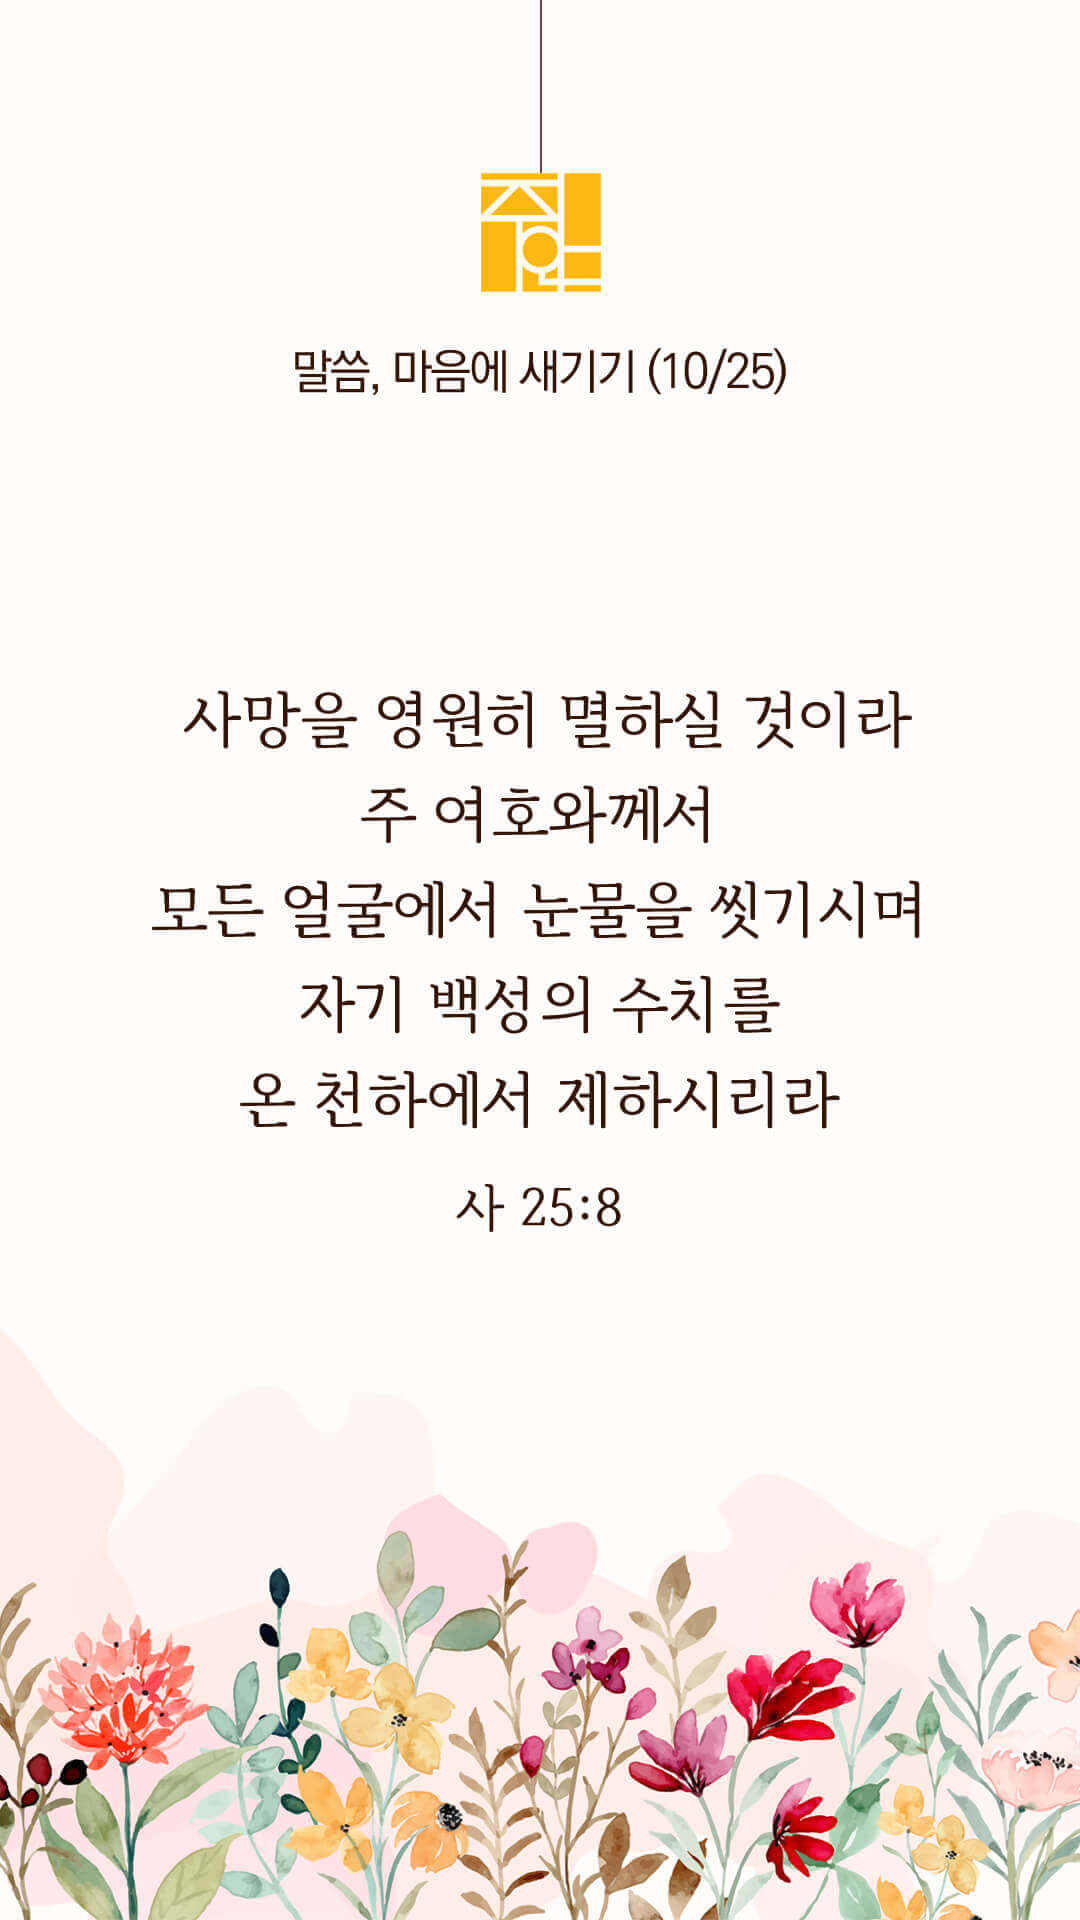 주안
말씀, 마음에 새기기 (10/25)
사망을 영원히 멸하실 것이라
주 여호와께서
모든 얼굴에서 눈물을 씻기시며
자기 백성의 수치를
온 천하에서 제하시리라
사 25:8